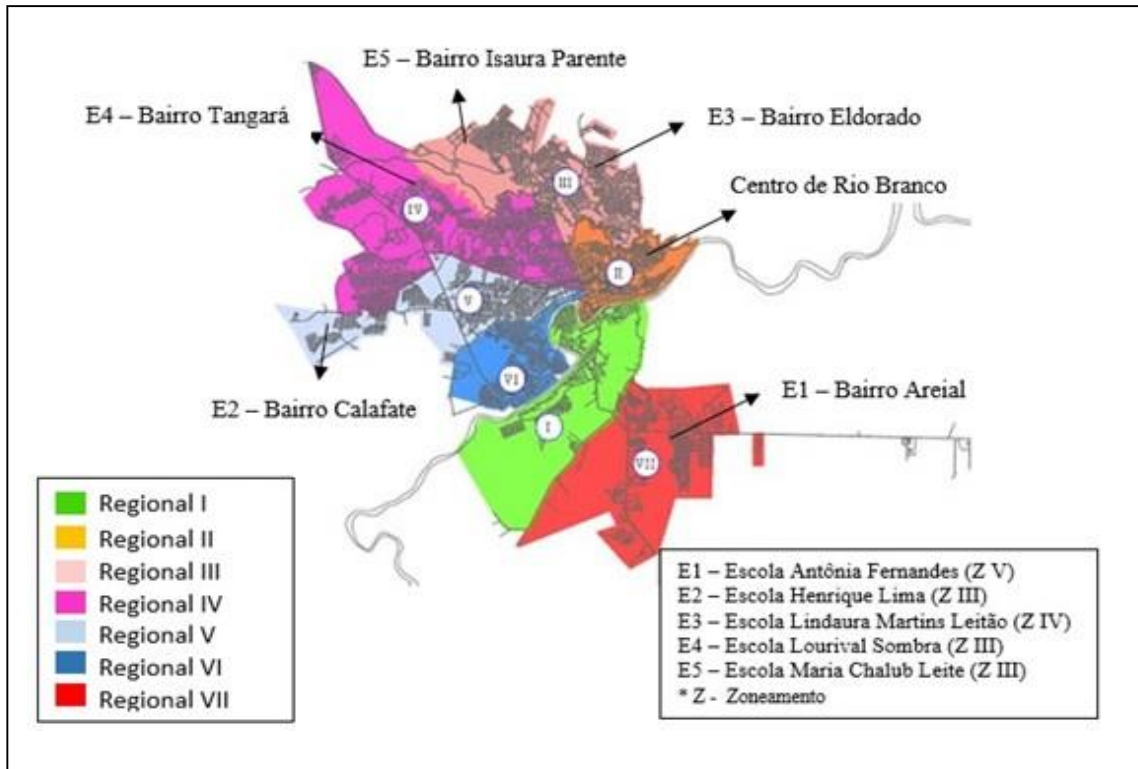 E5 – Bairro Isaura Parente
E4 – Bairro Tangará
E3 – Bairro Eldorado
Centro de Rio Branco
III
IV
II
V
VI
E2 – Bairro Calafate
E1 – Bairro Areial
I
VII
Regional I
Regional II
Regional III
Regional IV
Regional V
Regional VI
Regional VII
E1 – Escola Antônia Fernandes (Z V)
E2 – Escola Henrique Lima (Z III)
E3 – Escola Lindaura Martins Leitão (Z IV)
E4 – Escola Lourival Sombra (Z III)
E5 – Escola Maria Chalub Leite (Z III)
* Z - Zoneamento